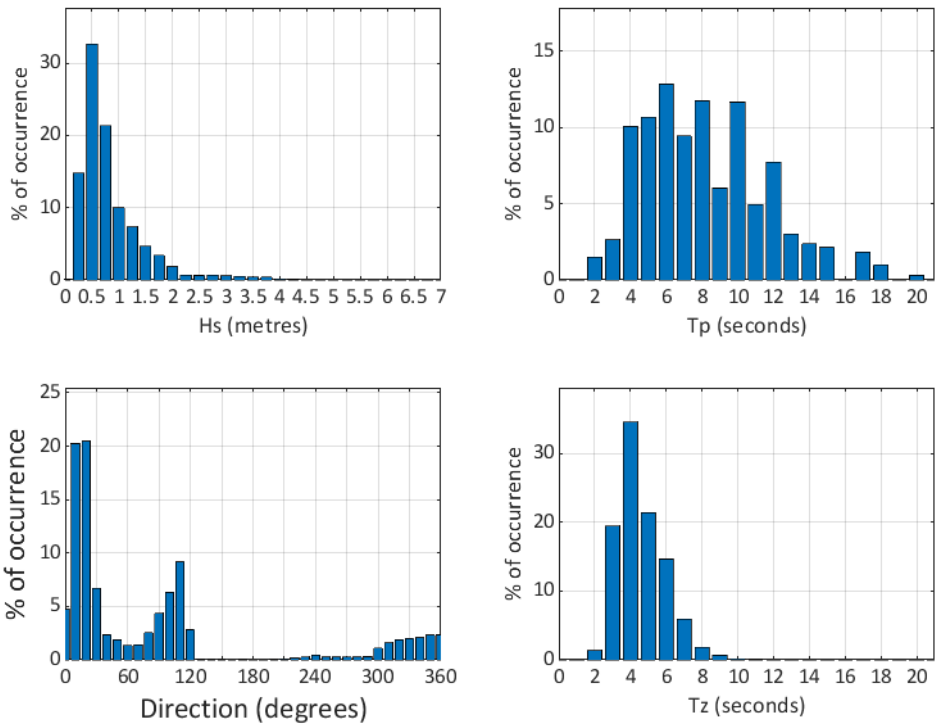 30
20
10
0
% of occurrence
0 0.5 1 1.5 2 2.5 3 3.5 4 4.5 5 5.5 6 6.5 7
Hs (metres)
15
10
5
0
% of occurrence
0 2 4 6 8 10 12 14 16 18 20
Tp (seconds)
25
20
15
10
5
0
% of occurrence
0 60 120 180 240 300 360
Direction (degrees)
30
20
10
0
% of occurrence
0 2 4 6 8 10 12 14 16 18 20
Tz (seconds)